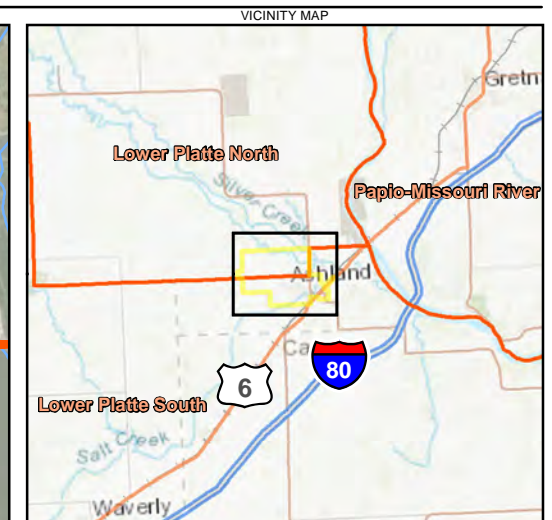 VICINITY MAP
Gretn
Lower Platte North
Silver Creek
Papio-Missouri River
Ashland
Ca
80
6
Lower Platte South
Salt Creek
Waverly